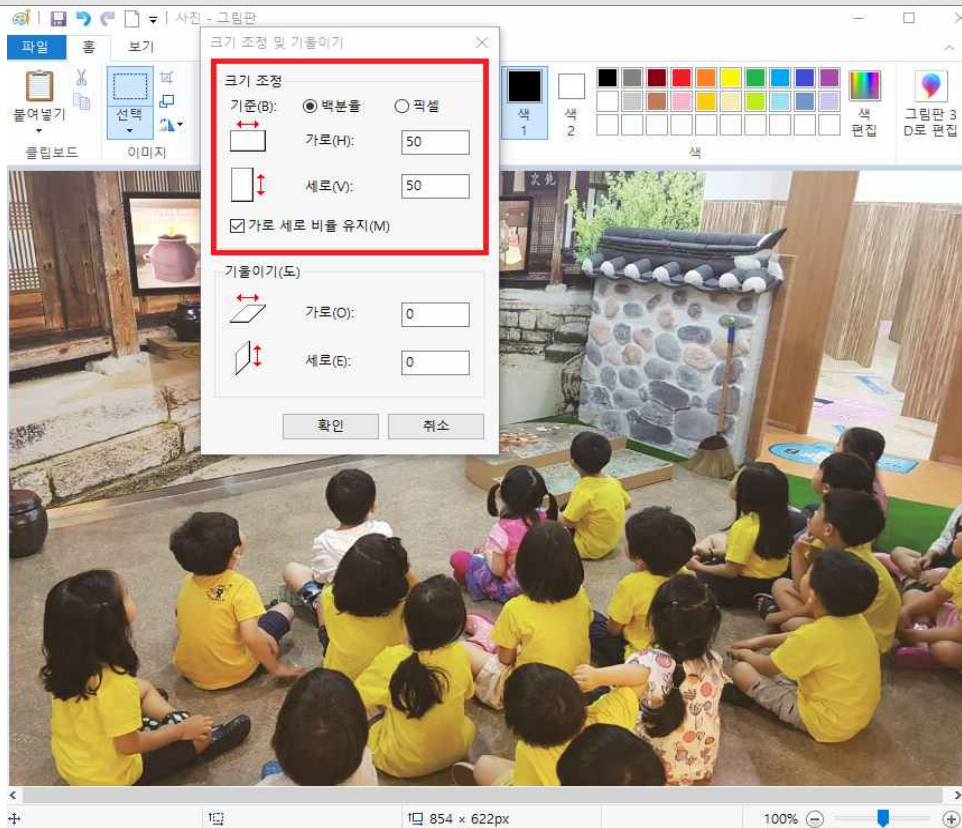 사진 - 그림판
파일 홈 보기
붙여넣기
클립보드
선택
이미지
색 1
색 2
색 편집
그림판 3D로 편집
색
크기 조정 및 기울이기
크기 조정
기준(B): 백분율 픽셀
가로(H): 50
세로(V): 50
가로 세로 비율 유지(M)
기울이기(도)
가로(O): 0
세로(E): 0
확인 취소
854 × 622px
100%